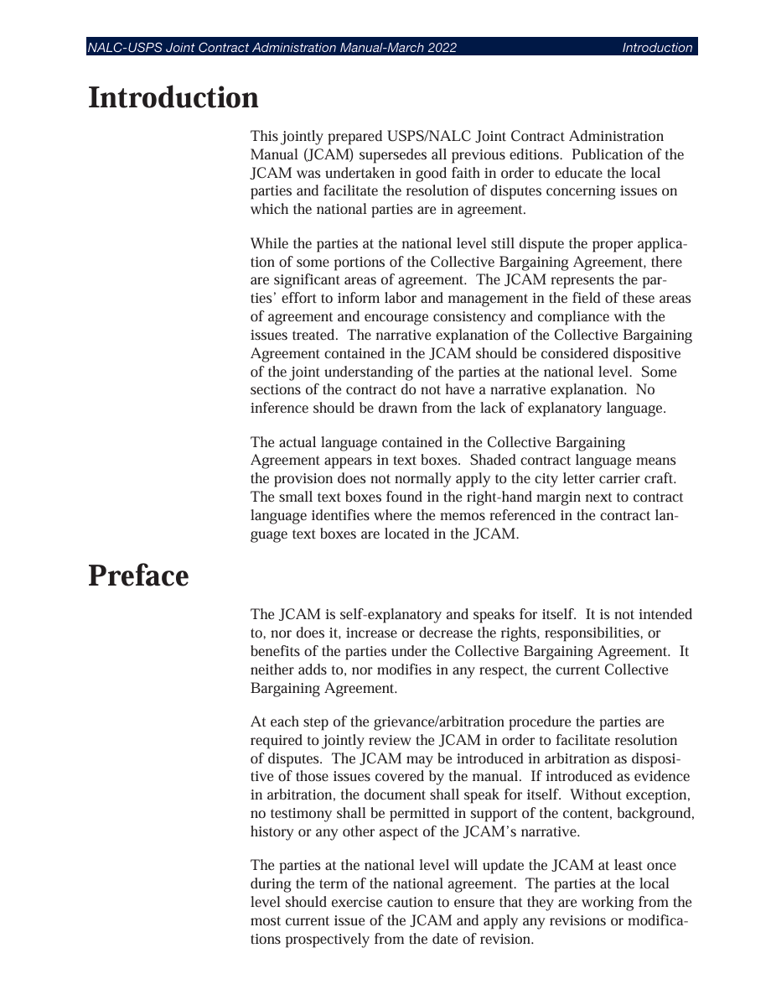 NALC-USPS Joint Contract Administration Manual-March 2022 Introduction
Introduction
This jointly prepared USPS/NALC Joint Contract Administration
Manual (JCAM) supersedes all previous editions.  Publication of the
JCAM was undertaken in good faith in order to educate the local
parties and facilitate the resolution of disputes concerning issues on
which the national parties are in agreement.
While the parties at the national level still dispute the proper applica-
tion of some portions of the Collective Bargaining Agreement, there
are significant areas of agreement.  The JCAM represents the par-
ties’ effort to inform labor and management in the field of these areas
of agreement and encourage consistency and compliance with the
issues treated.  The narrative explanation of the Collective Bargaining
Agreement contained in the JCAM should be considered dispositive
of the joint understanding of the parties at the national level.  Some
sections of the contract do not have a narrative explanation.  No
inference should be drawn from the lack of explanatory language.
The actual language contained in the Collective Bargaining
Agreement appears in text boxes.  Shaded contract language means
the provision does not normally apply to the city letter carrier craft.
The small text boxes found in the right-hand margin next to contract
language identifies where the memos referenced in the contract lan-
guage text boxes are located in the JCAM.
Preface
The JCAM is self-explanatory and speaks for itself.  It is not intended
to, nor does it, increase or decrease the rights, responsibilities, or
benefits of the parties under the Collective Bargaining Agreement.  It
neither adds to, nor modifies in any respect, the current Collective
Bargaining Agreement.
At each step of the grievance/arbitration procedure the parties are
required to jointly review the JCAM in order to facilitate resolution
of disputes.  The JCAM may be introduced in arbitration as disposi-
tive of those issues covered by the manual.  If introduced as evidence
in arbitration, the document shall speak for itself.  Without exception,
no testimony shall be permitted in support of the content, background,
history or any other aspect of the JCAM’s narrative.
The parties at the national level will update the JCAM at least once
during the term of the national agreement.  The parties at the local
level should exercise caution to ensure that they are working from the
most current issue of the JCAM and apply any revisions or modifica-
tions prospectively from the date of revision.